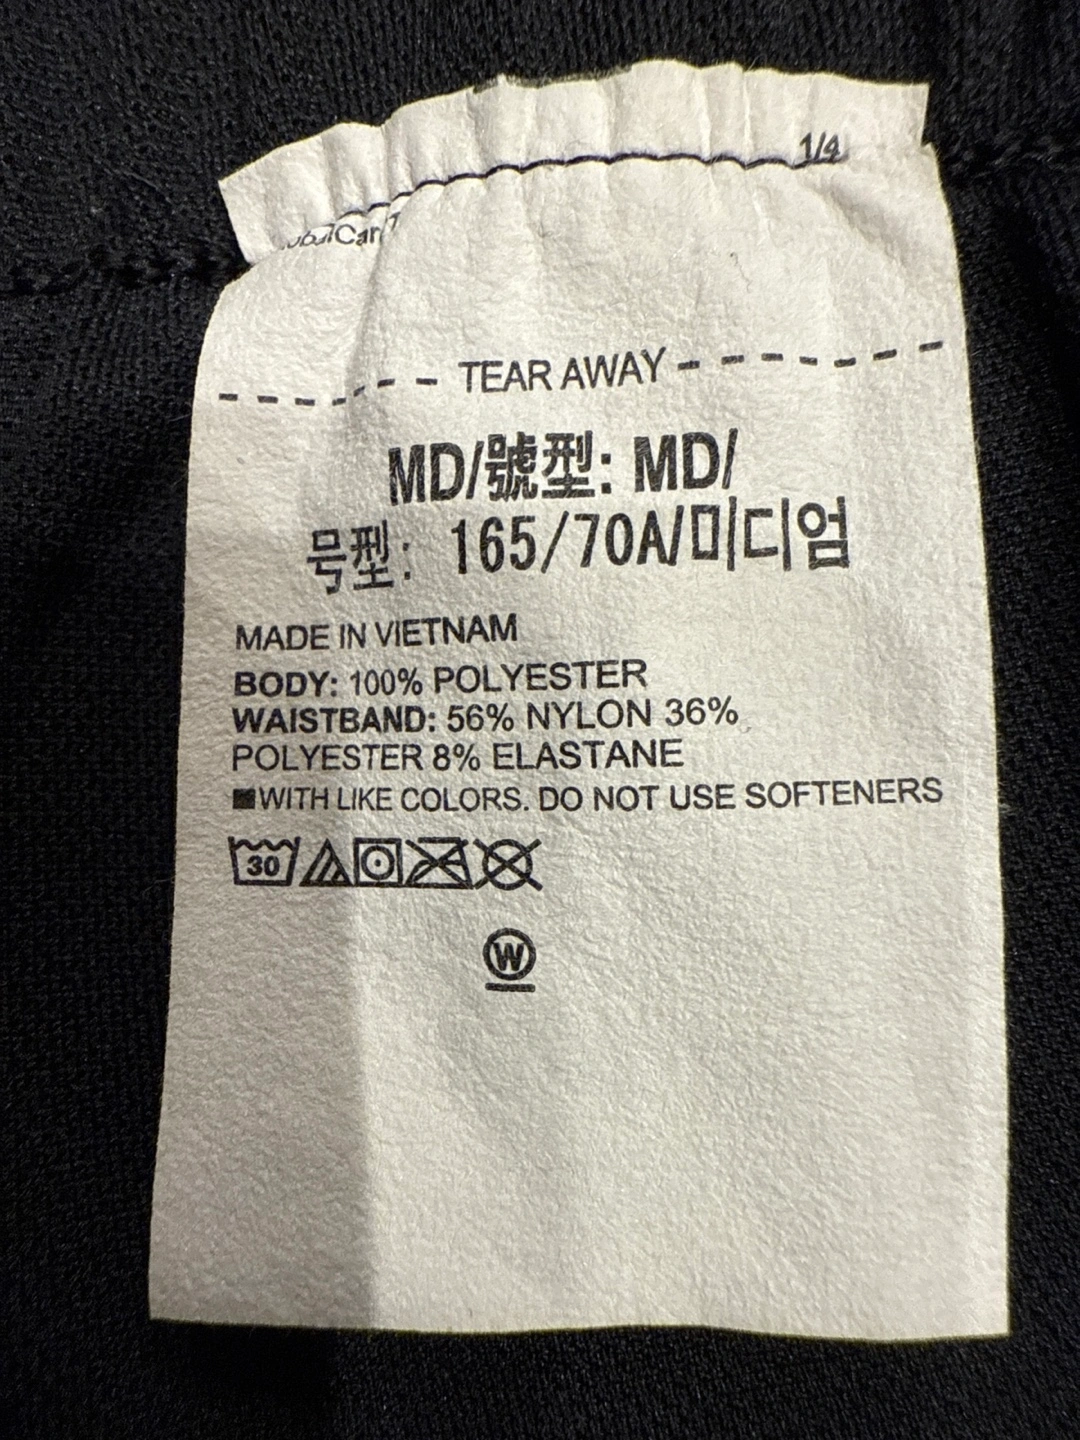 1/4
TEAR AWAY
MD/號型: MD/
号型: 165/70A/미디엄
MADE IN VIETNAM
BODY: 100% POLYESTER
WAISTBAND: 56% NYLON 36%
POLYESTER 8% ELASTANE
WITH LIKE COLORS. DO NOT USE SOFTENERS
30
W